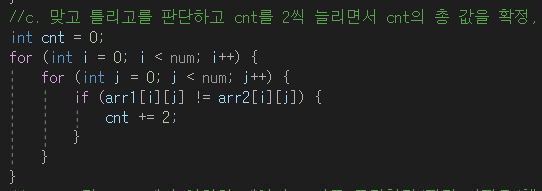 //c. 맞고 틀리고를 판단하고 cnt를 2씩 늘리면서 cnt의 총 값을 확정,
int cnt = 0;
for (int i = 0; i < num; i++) {
for (int j = 0; j < num; j++) {
if (arr1[i][j] != arr2[i][j]) {
cnt += 2;
}
}
}